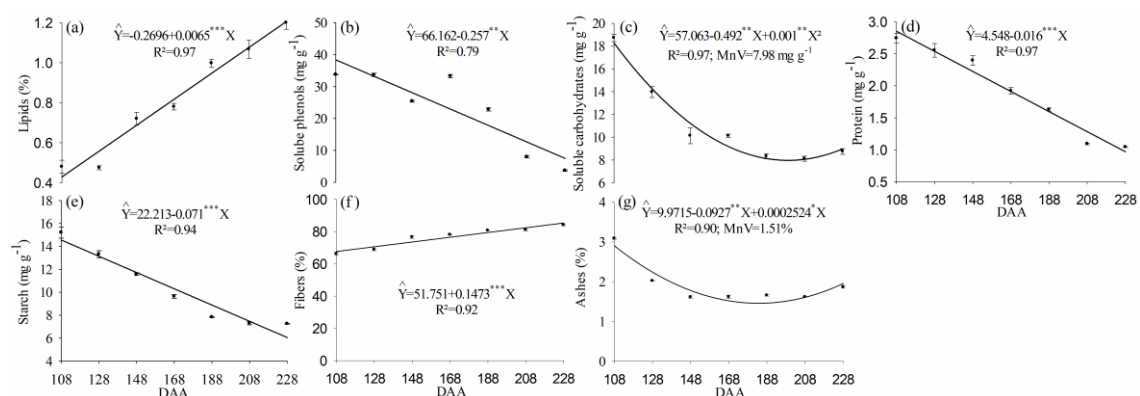 (a)
Ŷ=-0.2696+0.0065***X
R²=0.97
Lipids (%)
1.2
1.0
0.8
0.6
0.4
(b)
Ŷ=66.162-0.257**X
R²=0.79
Solube phenols (mg g⁻¹)
60
50
40
30
20
10
0
(c)
Ŷ=57.063-0.492**X+0.001**X²
R²=0.97; MnV=7.98 mg g⁻¹
Soluble carbohydrates (mg g⁻¹)
20
18
16
14
12
10
8
6
(d)
Ŷ=4.548-0.016***X
R²=0.97
Protein (mg g⁻¹)
3.0
2.5
2.0
1.5
1.0
0.5
108 128 148 168 188 208 228
DAA
(e)
Ŷ=22.213-0.071***X
R²=0.94
Starch (mg g⁻¹)
16
14
12
10
8
6
4
108 128 148 168 188 208 228
DAA
(f)
Ŷ=51.751+0.1473***X
R²=0.92
Fibers (%)
100
80
60
40
20
0
108 128 148 168 188 208 228
DAA
(g)
Ŷ=9.9715-0.0927**X+0.0002524*X
R²=0.90; MnV=1.51%
Ashes (%)
4
3
2
1
0
108 128 148 168 188 208 228
DAA